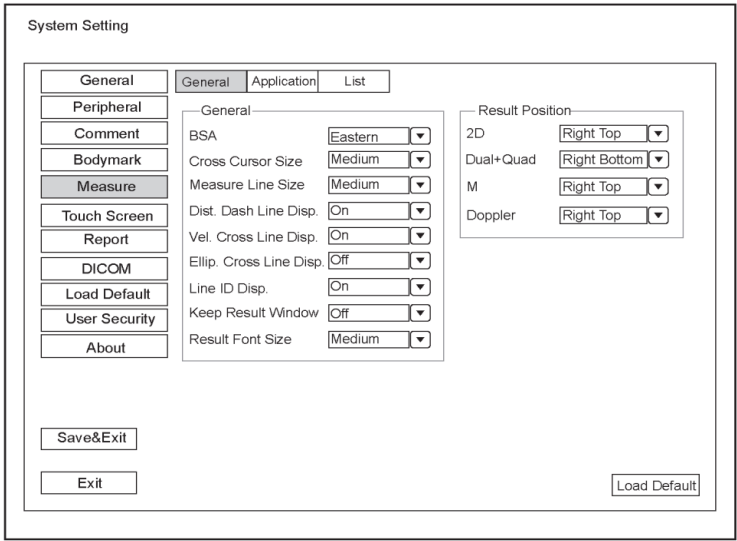 System Setting
General
Peripheral
Comment
Bodymark
Measure
Touch Screen
Report
DICOM
Load Default
User Security
About
Save&Exit
Exit
General Application List
General
BSA Eastern
Cross Cursor Size Medium
Measure Line Size Medium
Dist. Dash Line Disp. On
Vel. Cross Line Disp. On
Ellip. Cross Line Disp. Off
Line ID Disp. On
Keep Result Window Off
Result Font Size Medium
Result Position
2D Right Top
Dual+Quad Right Bottom
M Right Top
Doppler Right Top
Load Default